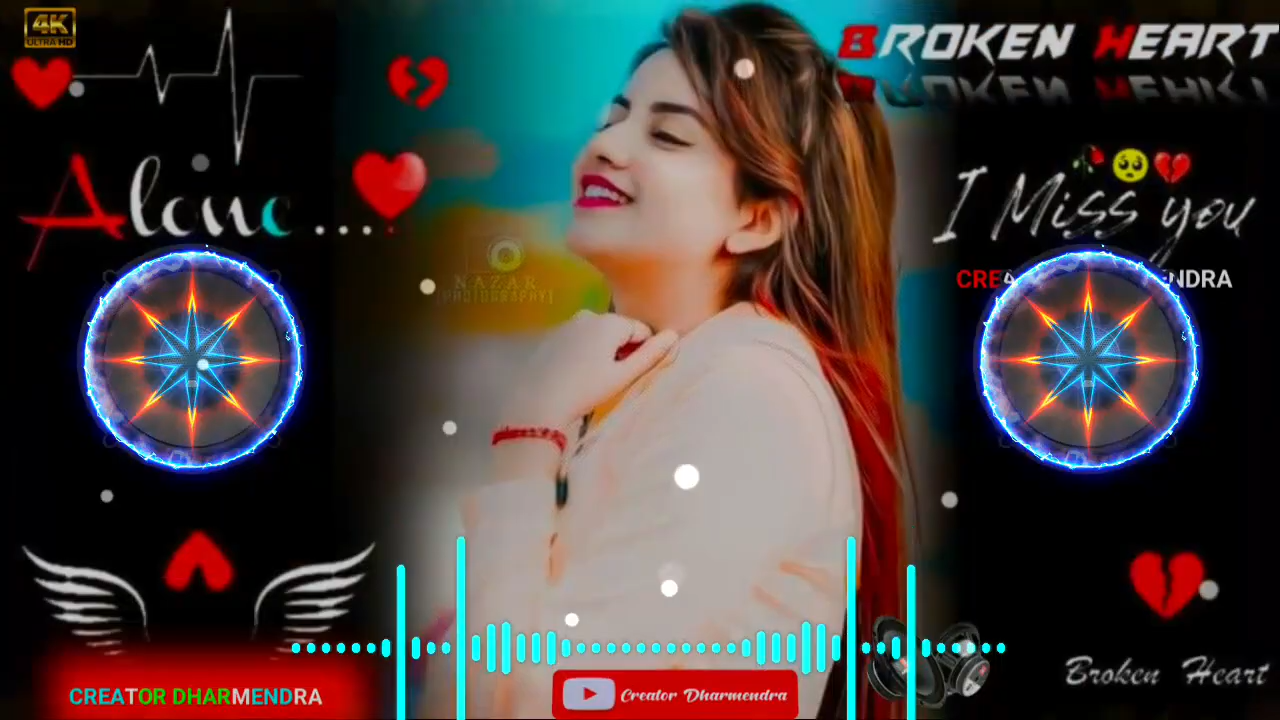 4K
ULTRA HD
BROKEN HEART
Alone ....
I Miss you
NAZAR
[PHOTOGRAPHY]
CREATOR DHARMENDRA
Creator Dharmendra
Broken Heart